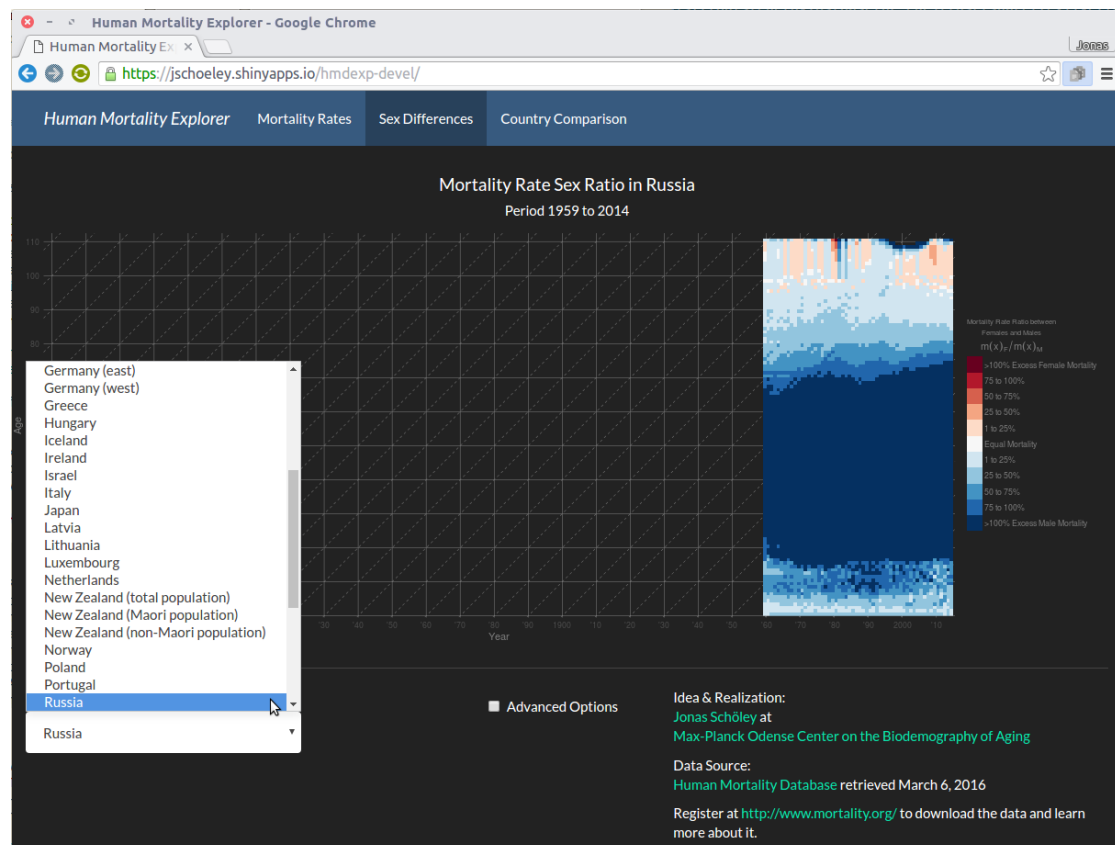 Human Mortality Explorer - Google Chrome
Human Mortality Ex
Jonas
https://jschoeley.shinyapps.io/hmdexp-devel/
Human Mortality Explorer Mortality Rates Sex Differences Country Comparison
Mortality Rate Sex Ratio in Russia
Period 1959 to 2014
110
100
90
80
Age
Mortality Rate Ratio between
Females and Males
m(x)F/m(x)M
>100% Excess Female Mortality
75 to 100%
50 to 75%
25 to 50%
1 to 25%
Equal Mortality
1 to 25%
25 to 50%
50 to 75%
75 to 100%
>100% Excess Male Mortality
'30 '40 '50 '60 '70 '80 '90 1900 '10 '20 '30 '40 '50 '60 '70 '80 '90 2000 '10
Year
Germany (east)
Germany (west)
Greece
Hungary
Iceland
Ireland
Israel
Italy
Japan
Latvia
Lithuania
Luxembourg
Netherlands
New Zealand (total population)
New Zealand (Maori population)
New Zealand (non-Maori population)
Norway
Poland
Portugal
Russia
Russia
Advanced Options
Idea & Realization:
Jonas Schöley at
Max-Planck Odense Center on the Biodemography of Aging
Data Source:
Human Mortality Database retrieved March 6, 2016
Register at http://www.mortality.org/ to download the data and learn
more about it.